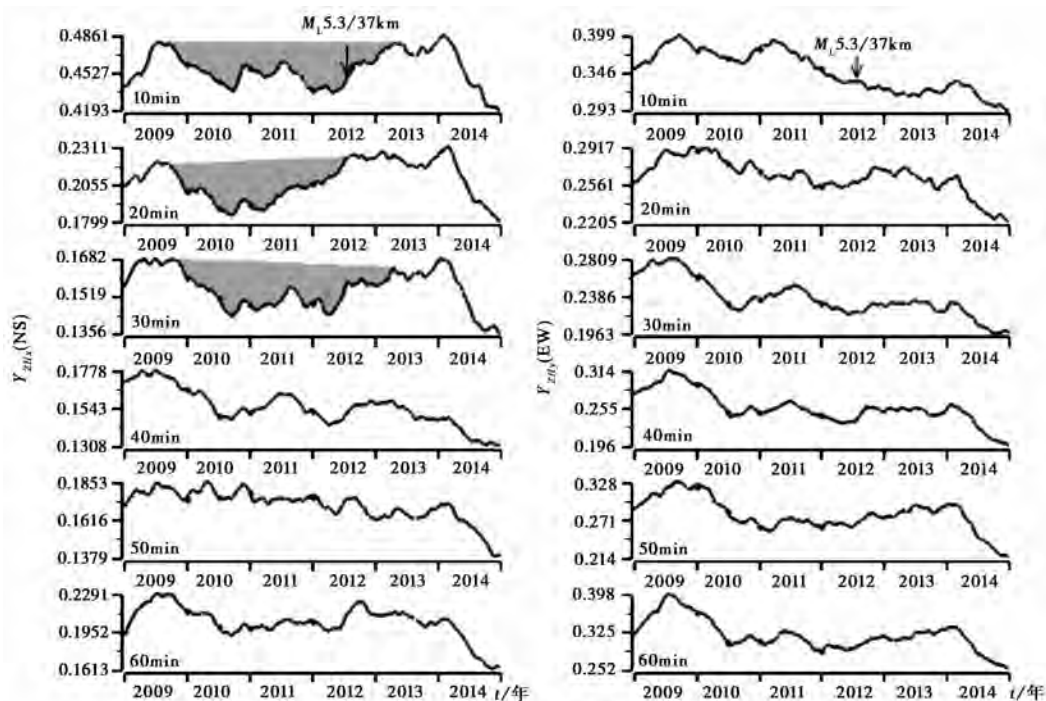 M_L 5.3/37km
0.4861
0.4527
0.4193
10min
2009 2010 2011 2012 2013 2014
0.2311
0.2055
0.1799
20min
2009 2010 2011 2012 2013 2014
0.1682
0.1519
0.1356
30min
2009 2010 2011 2012 2013 2014
Y_ZHx(NS)
0.1778
0.1543
0.1308
40min
2009 2010 2011 2012 2013 2014
0.1853
0.1616
0.1379
50min
2009 2010 2011 2012 2013 2014
0.2291
0.1952
0.1613
60min
2009 2010 2011 2012 2013 2014 t/年
M_L 5.3/37km
0.399
0.346
0.293
10min
2009 2010 2011 2012 2013 2014
0.2917
0.2561
0.2205
20min
2009 2010 2011 2012 2013 2014
0.2809
0.2386
0.1963
30min
2009 2010 2011 2012 2013 2014
Y_ZHy(EW)
0.314
0.255
0.196
40min
2009 2010 2011 2012 2013 2014
0.328
0.271
0.214
50min
2009 2010 2011 2012 2013 2014
0.398
0.325
0.252
60min
2009 2010 2011 2012 2013 2014 t/年